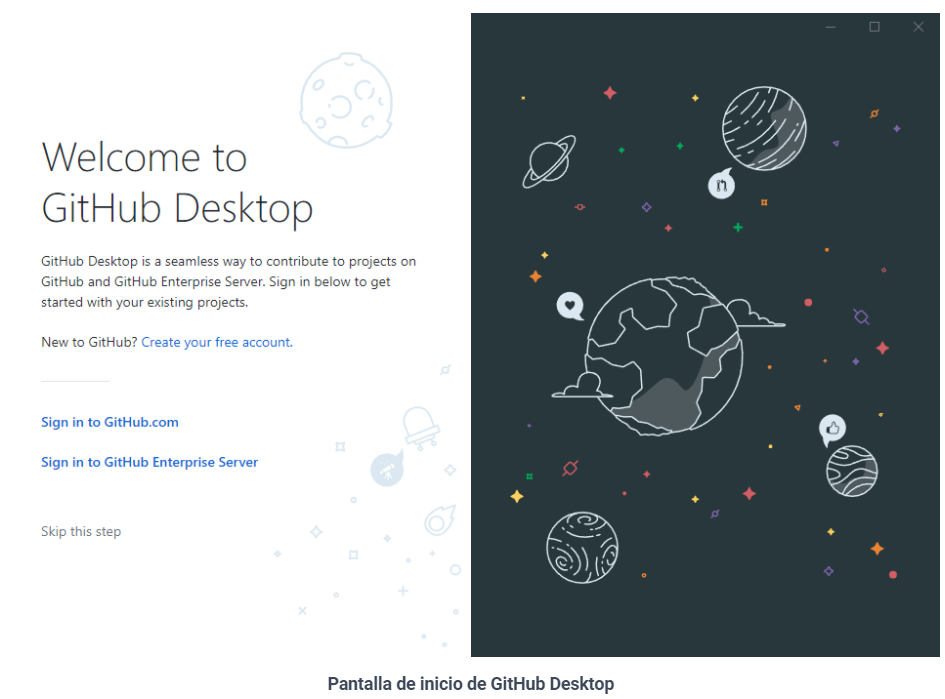 Welcome to
GitHub Desktop
GitHub Desktop is a seamless way to contribute to projects on
GitHub and GitHub Enterprise Server. Sign in below to get
started with your existing projects.
New to GitHub? Create your free account.
Sign in to GitHub.com
Sign in to GitHub Enterprise Server
Skip this step
Pantalla de inicio de GitHub Desktop